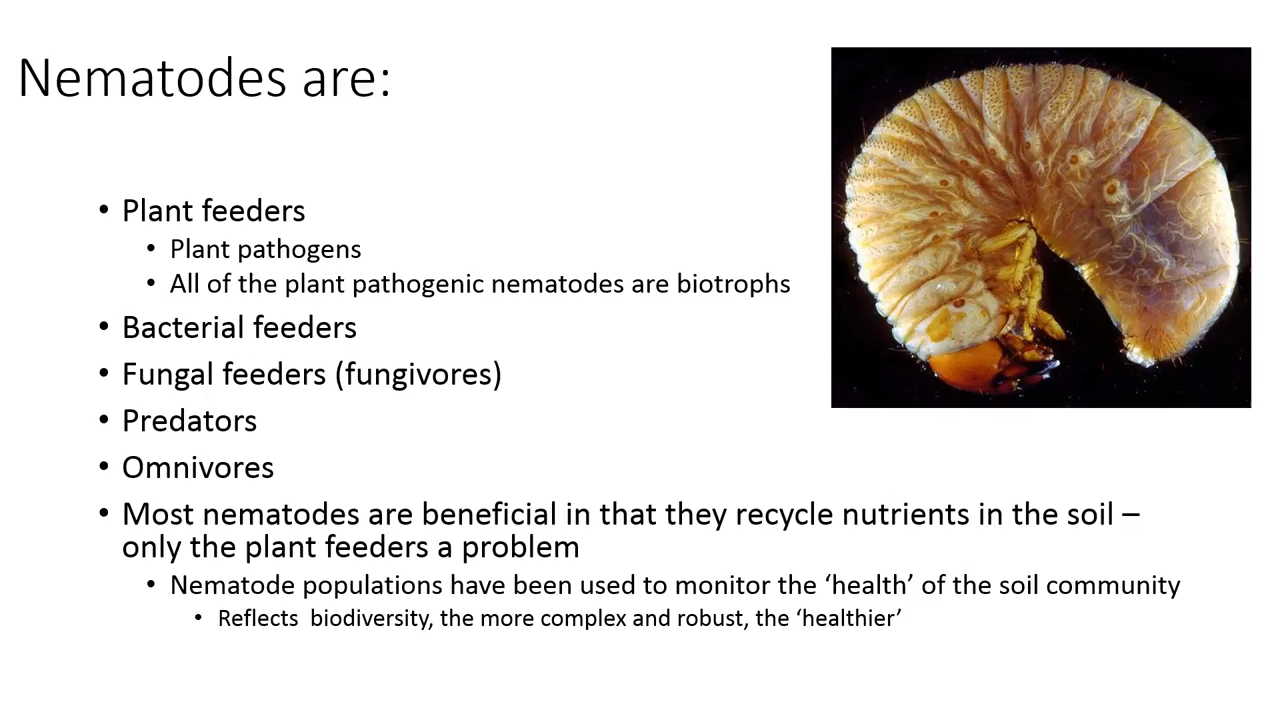 Nematodes are:
• Plant feeders
• Plant pathogens
• All of the plant pathogenic nematodes are biotrophs
• Bacterial feeders
• Fungal feeders (fungivores)
• Predators
• Omnivores
• Most nematodes are beneficial in that they recycle nutrients in the soil –
only the plant feeders a problem
• Nematode populations have been used to monitor the ‘health’ of the soil community
• Reflects  biodiversity, the more complex and robust, the ‘healthier’